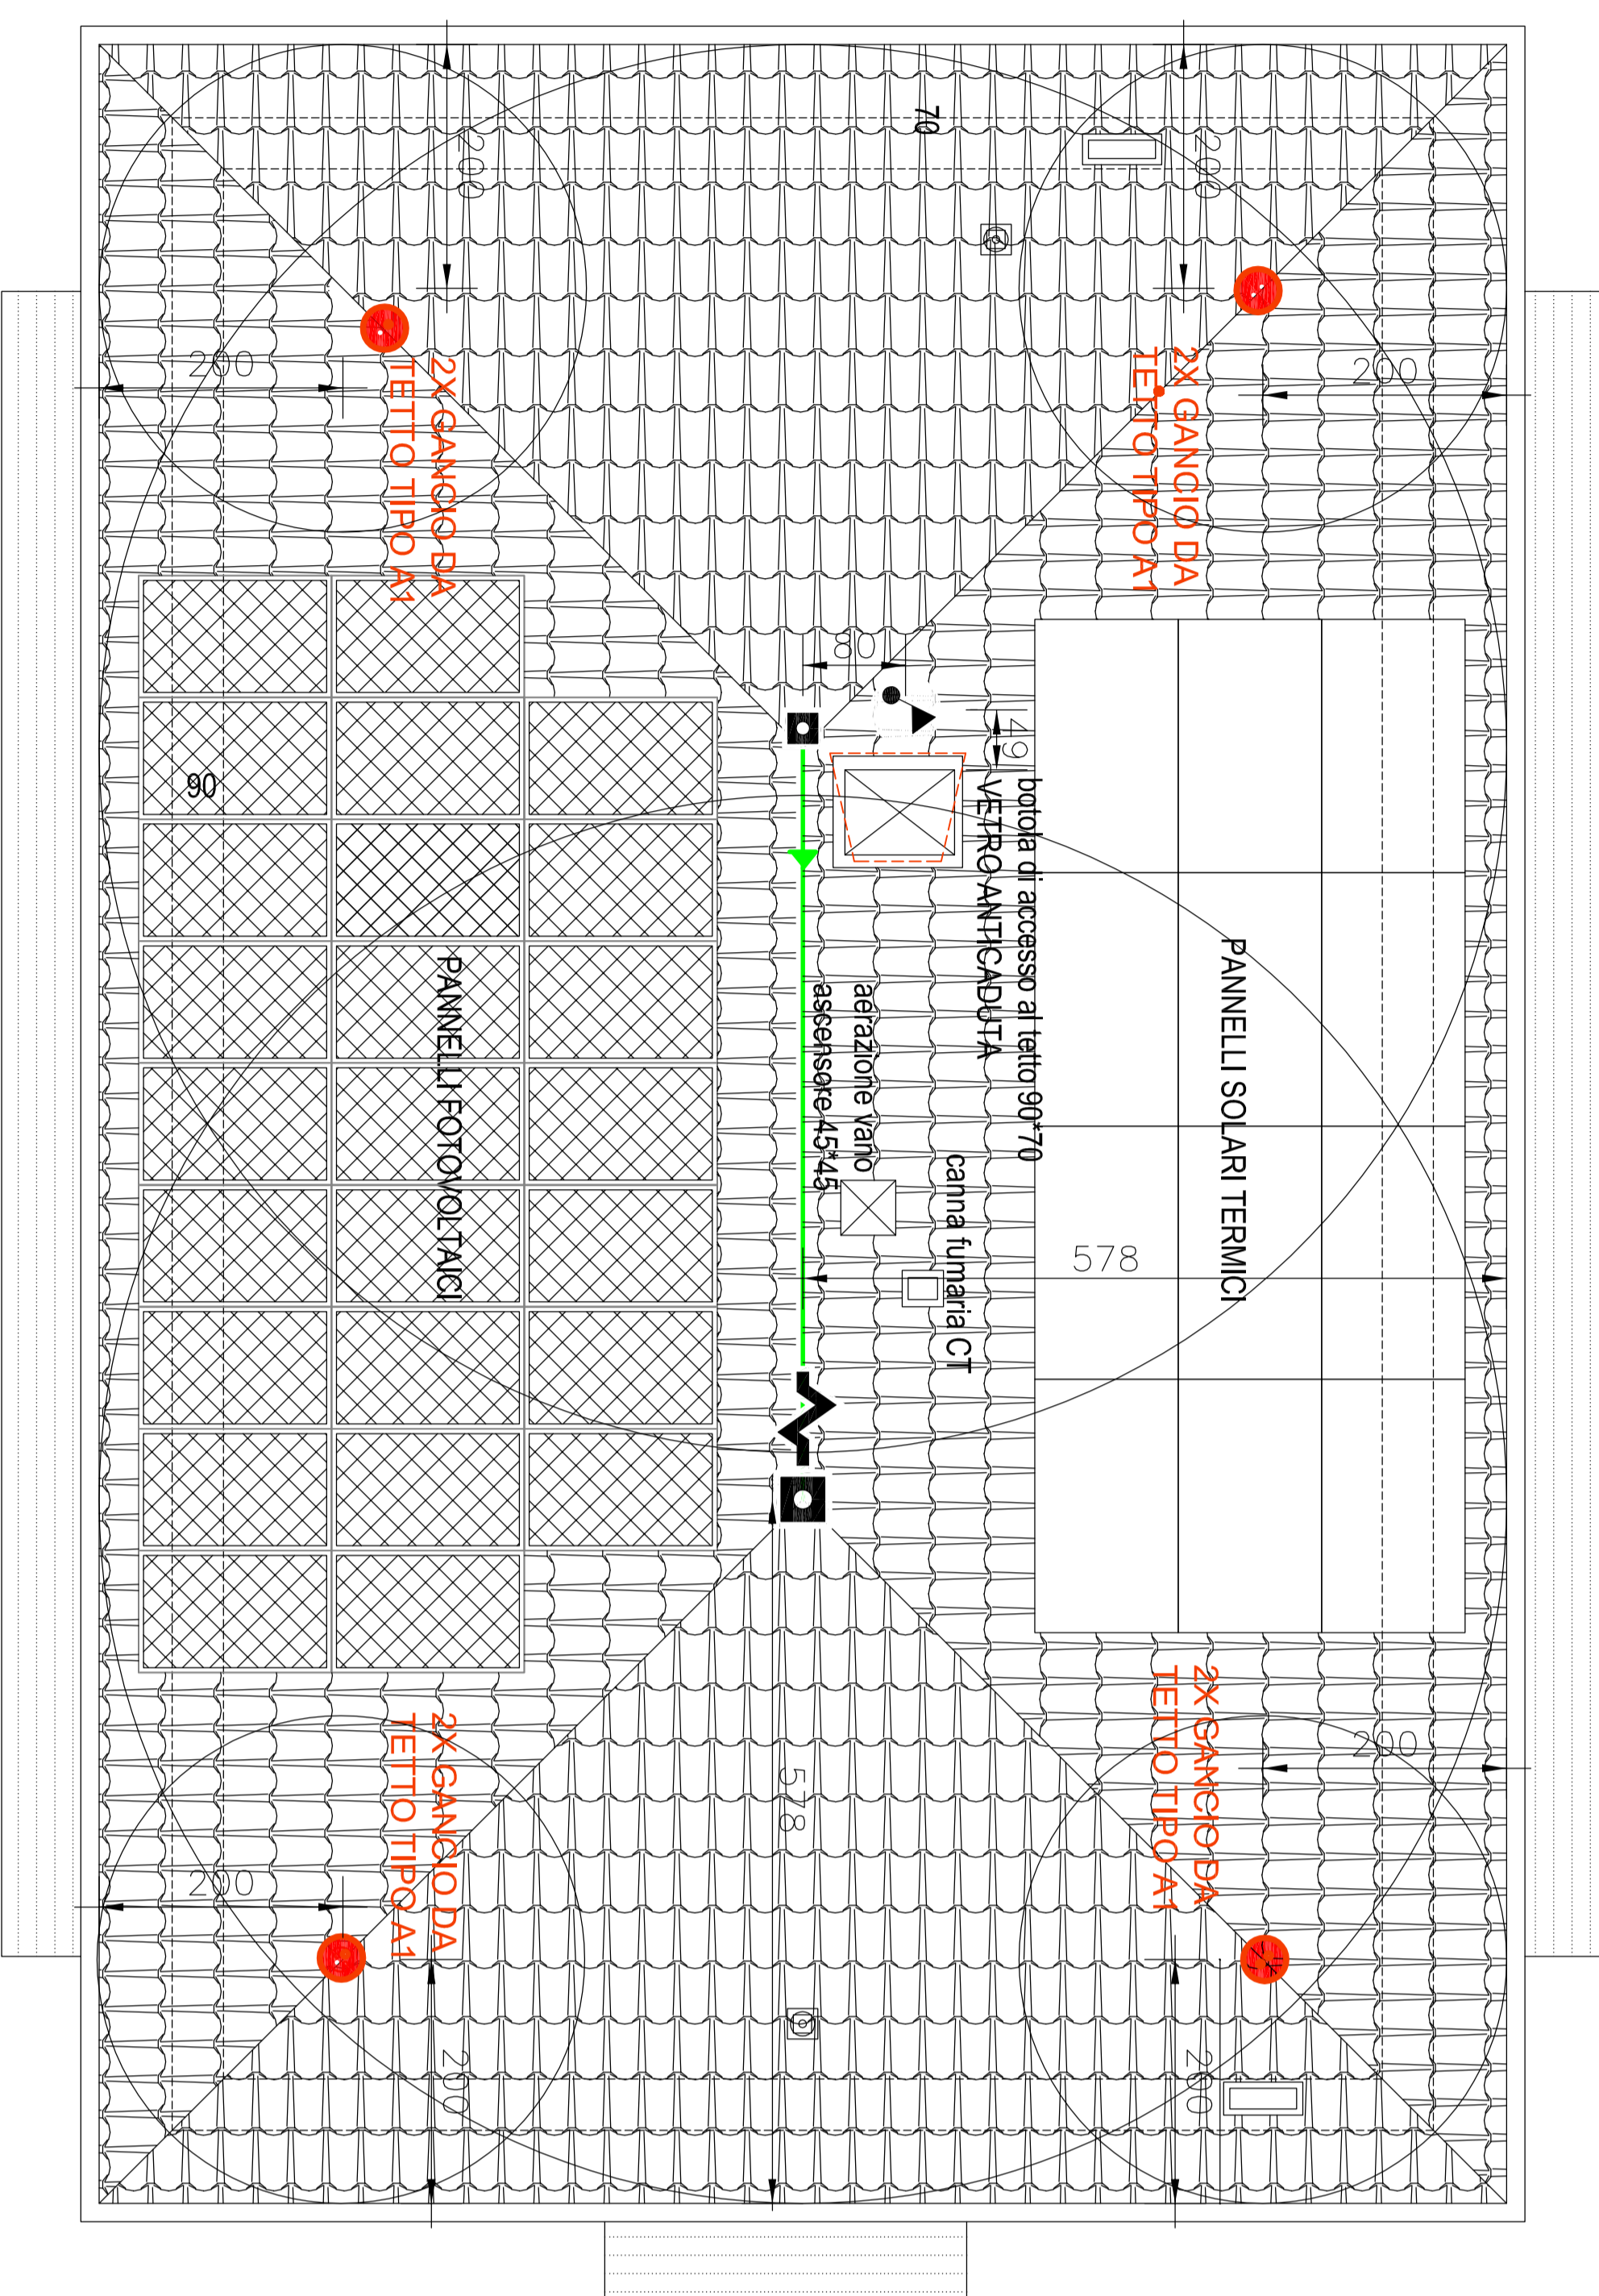 70
200
200
200
200
2X GANCIO DA
TETTO TIPO A1
2X GANCIO DA
TETTO TIPO A1
80
49
90
botola di accesso al tetto 90*70
VETRO ANTICADUTA
PANNELLI SOLARI TERMICI
PANNELLI FOTOVOLTAICI
aerazione vano
ascensore 45*45
canna fumaria CT
578
2X GANCIO DA
TETTO TIPO A1
2X GANCIO DA
TETTO TIPO A1
200
578
200
200
200